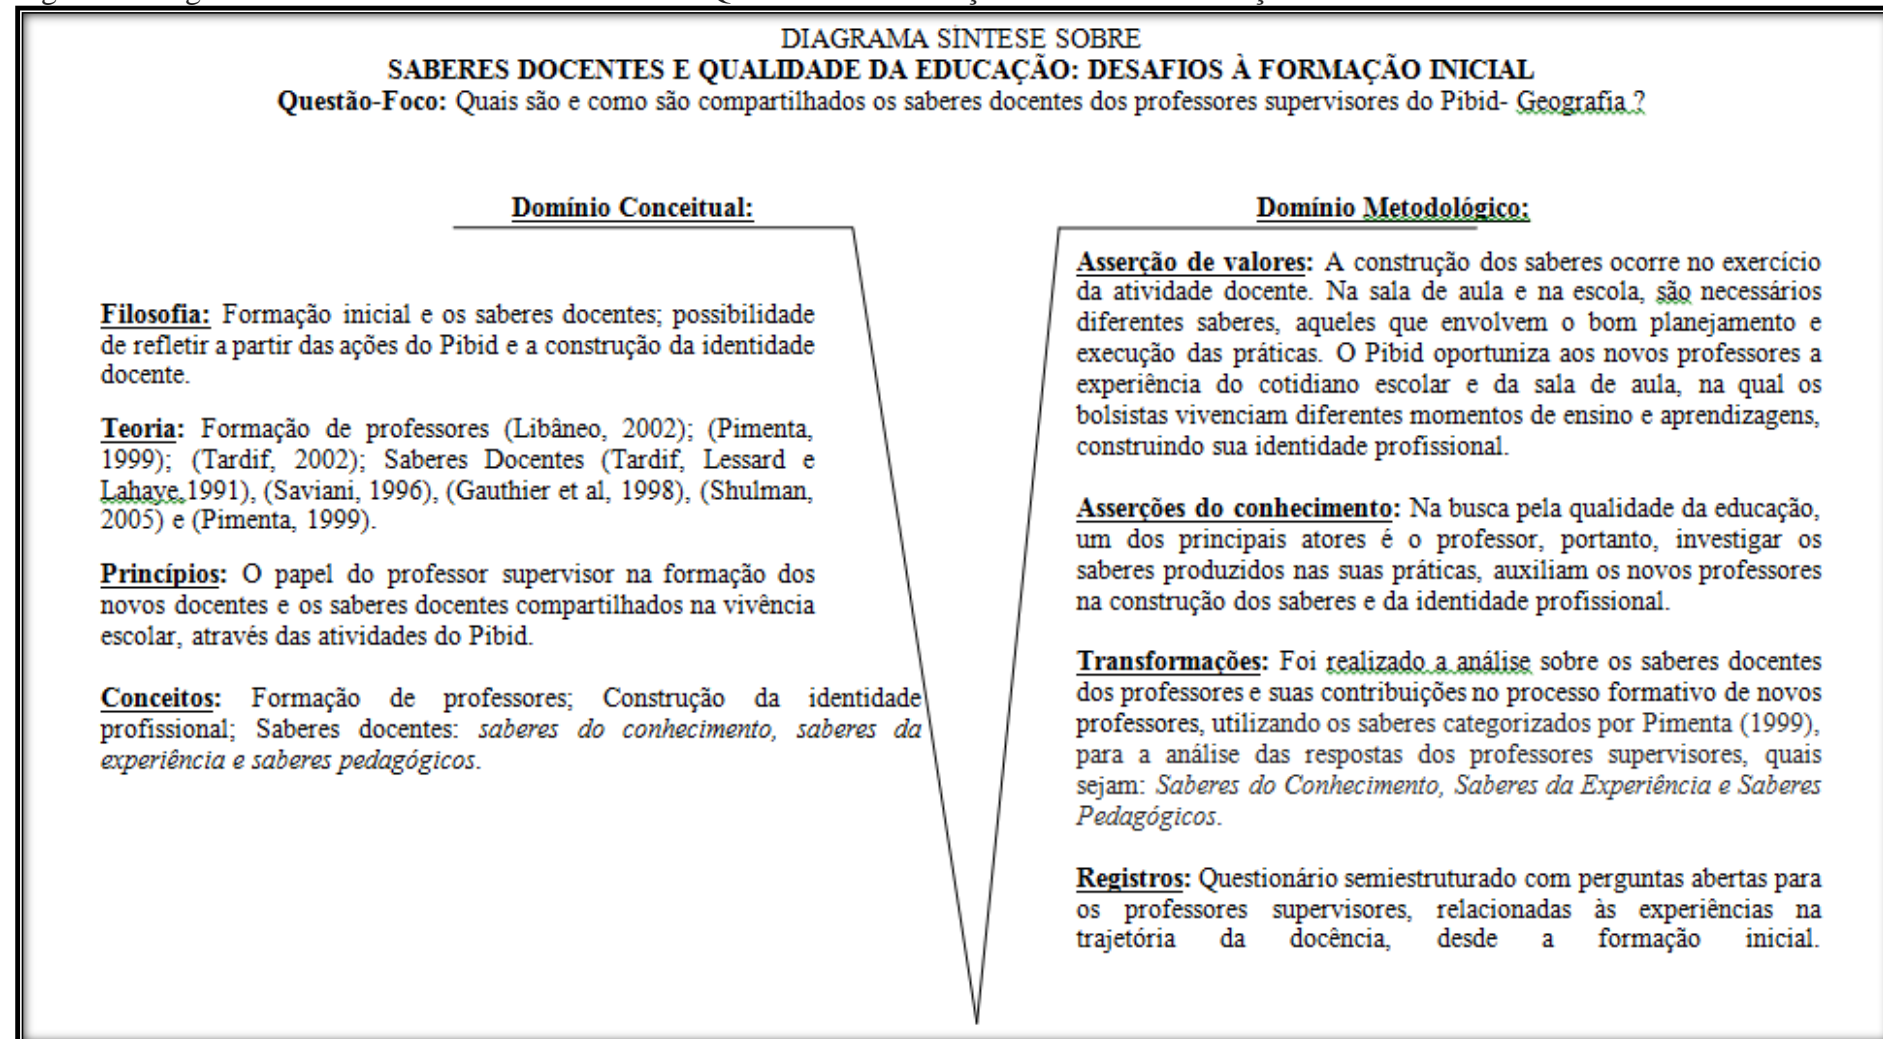 DIAGRAMA SÍNTESE SOBRE
SABERES DOCENTES E QUALIDADE DA EDUCAÇÃO: DESAFIOS À FORMAÇÃO INICIAL
Questão-Foco: Quais são e como são compartilhados os saberes docentes dos professores supervisores do Pibid- Geografia ?
Domínio Conceitual:
Filosofia: Formação inicial e os saberes docentes; possibilidade
de refletir a partir das ações do Pibid e a construção da identidade
docente.
Teoria: Formação de professores (Libâneo, 2002); (Pimenta,
1999); (Tardif, 2002); Saberes Docentes (Tardif, Lessard e
Lahaye,1991), (Saviani, 1996), (Gauthier et al, 1998), (Shulman,
2005) e (Pimenta, 1999).
Princípios: O papel do professor supervisor na formação dos
novos docentes e os saberes docentes compartilhados na vivência
escolar, através das atividades do Pibid.
Conceitos: Formação de professores; Construção da identidade
profissional; Saberes docentes: saberes do conhecimento, saberes da
experiência e saberes pedagógicos.
Domínio Metodológico:
Asserção de valores: A construção dos saberes ocorre no exercício
da atividade docente. Na sala de aula e na escola, são necessários
diferentes saberes, aqueles que envolvem o bom planejamento e
execução das práticas. O Pibid oportuniza aos novos professores a
experiência do cotidiano escolar e da sala de aula, na qual os
bolsistas vivenciam diferentes momentos de ensino e aprendizagens,
construindo sua identidade profissional.
Asserções do conhecimento: Na busca pela qualidade da educação,
um dos principais atores é o professor, portanto, investigar os
saberes produzidos nas suas práticas, auxiliam os novos professores
na construção dos saberes e da identidade profissional.
Transformações: Foi realizado a análise sobre os saberes docentes
dos professores e suas contribuições no processo formativo de novos
professores, utilizando os saberes categorizados por Pimenta (1999),
para a análise das respostas dos professores supervisores, quais
sejam: Saberes do Conhecimento, Saberes da Experiência e Saberes
Pedagógicos.
Registros: Questionário semiestruturado com perguntas abertas para
os professores supervisores, relacionadas às experiências na
trajetória da docência, desde a formação inicial.